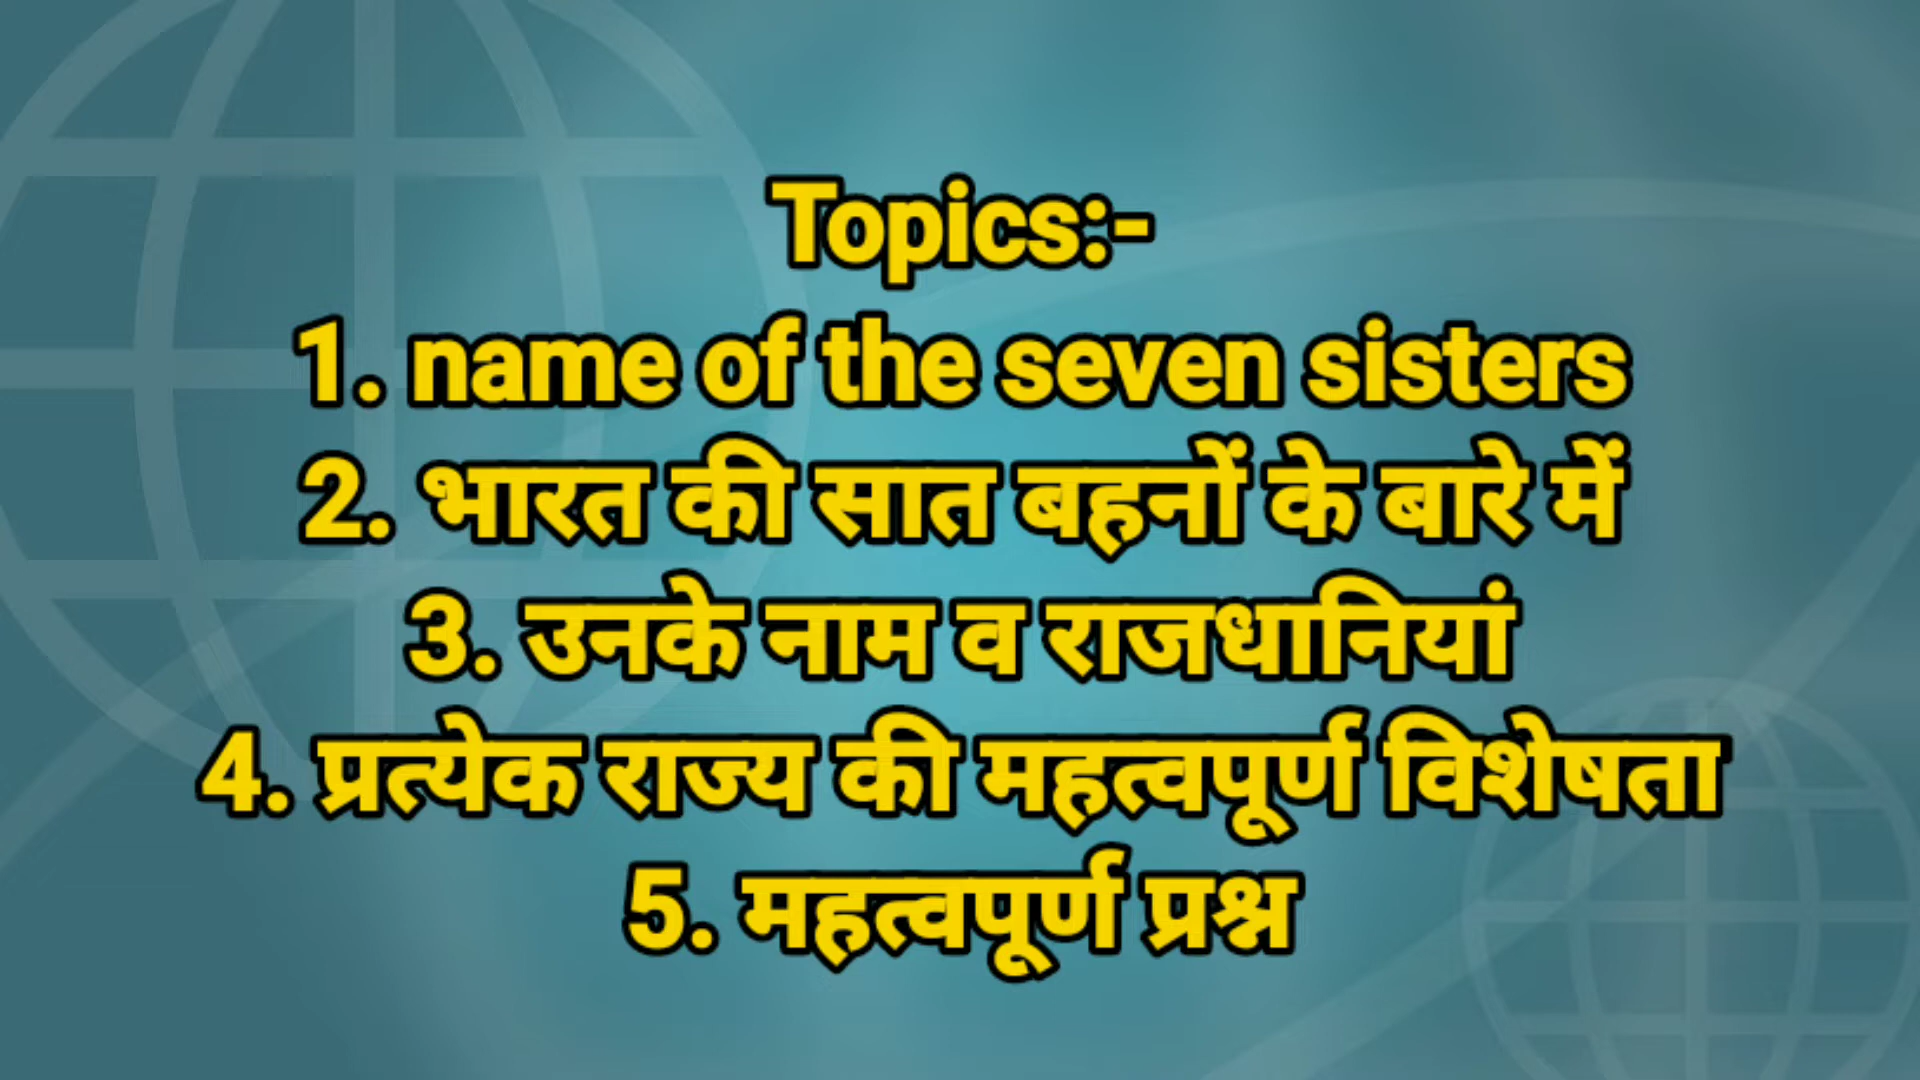 Topics:-
1. name of the seven sisters
2. भारत की सात बहनों के बारे में
3. उनके नाम व राजधानियां
4. प्रत्येक राज्य की महत्वपूर्ण विशेषता
5. महत्वपूर्ण प्रश्न